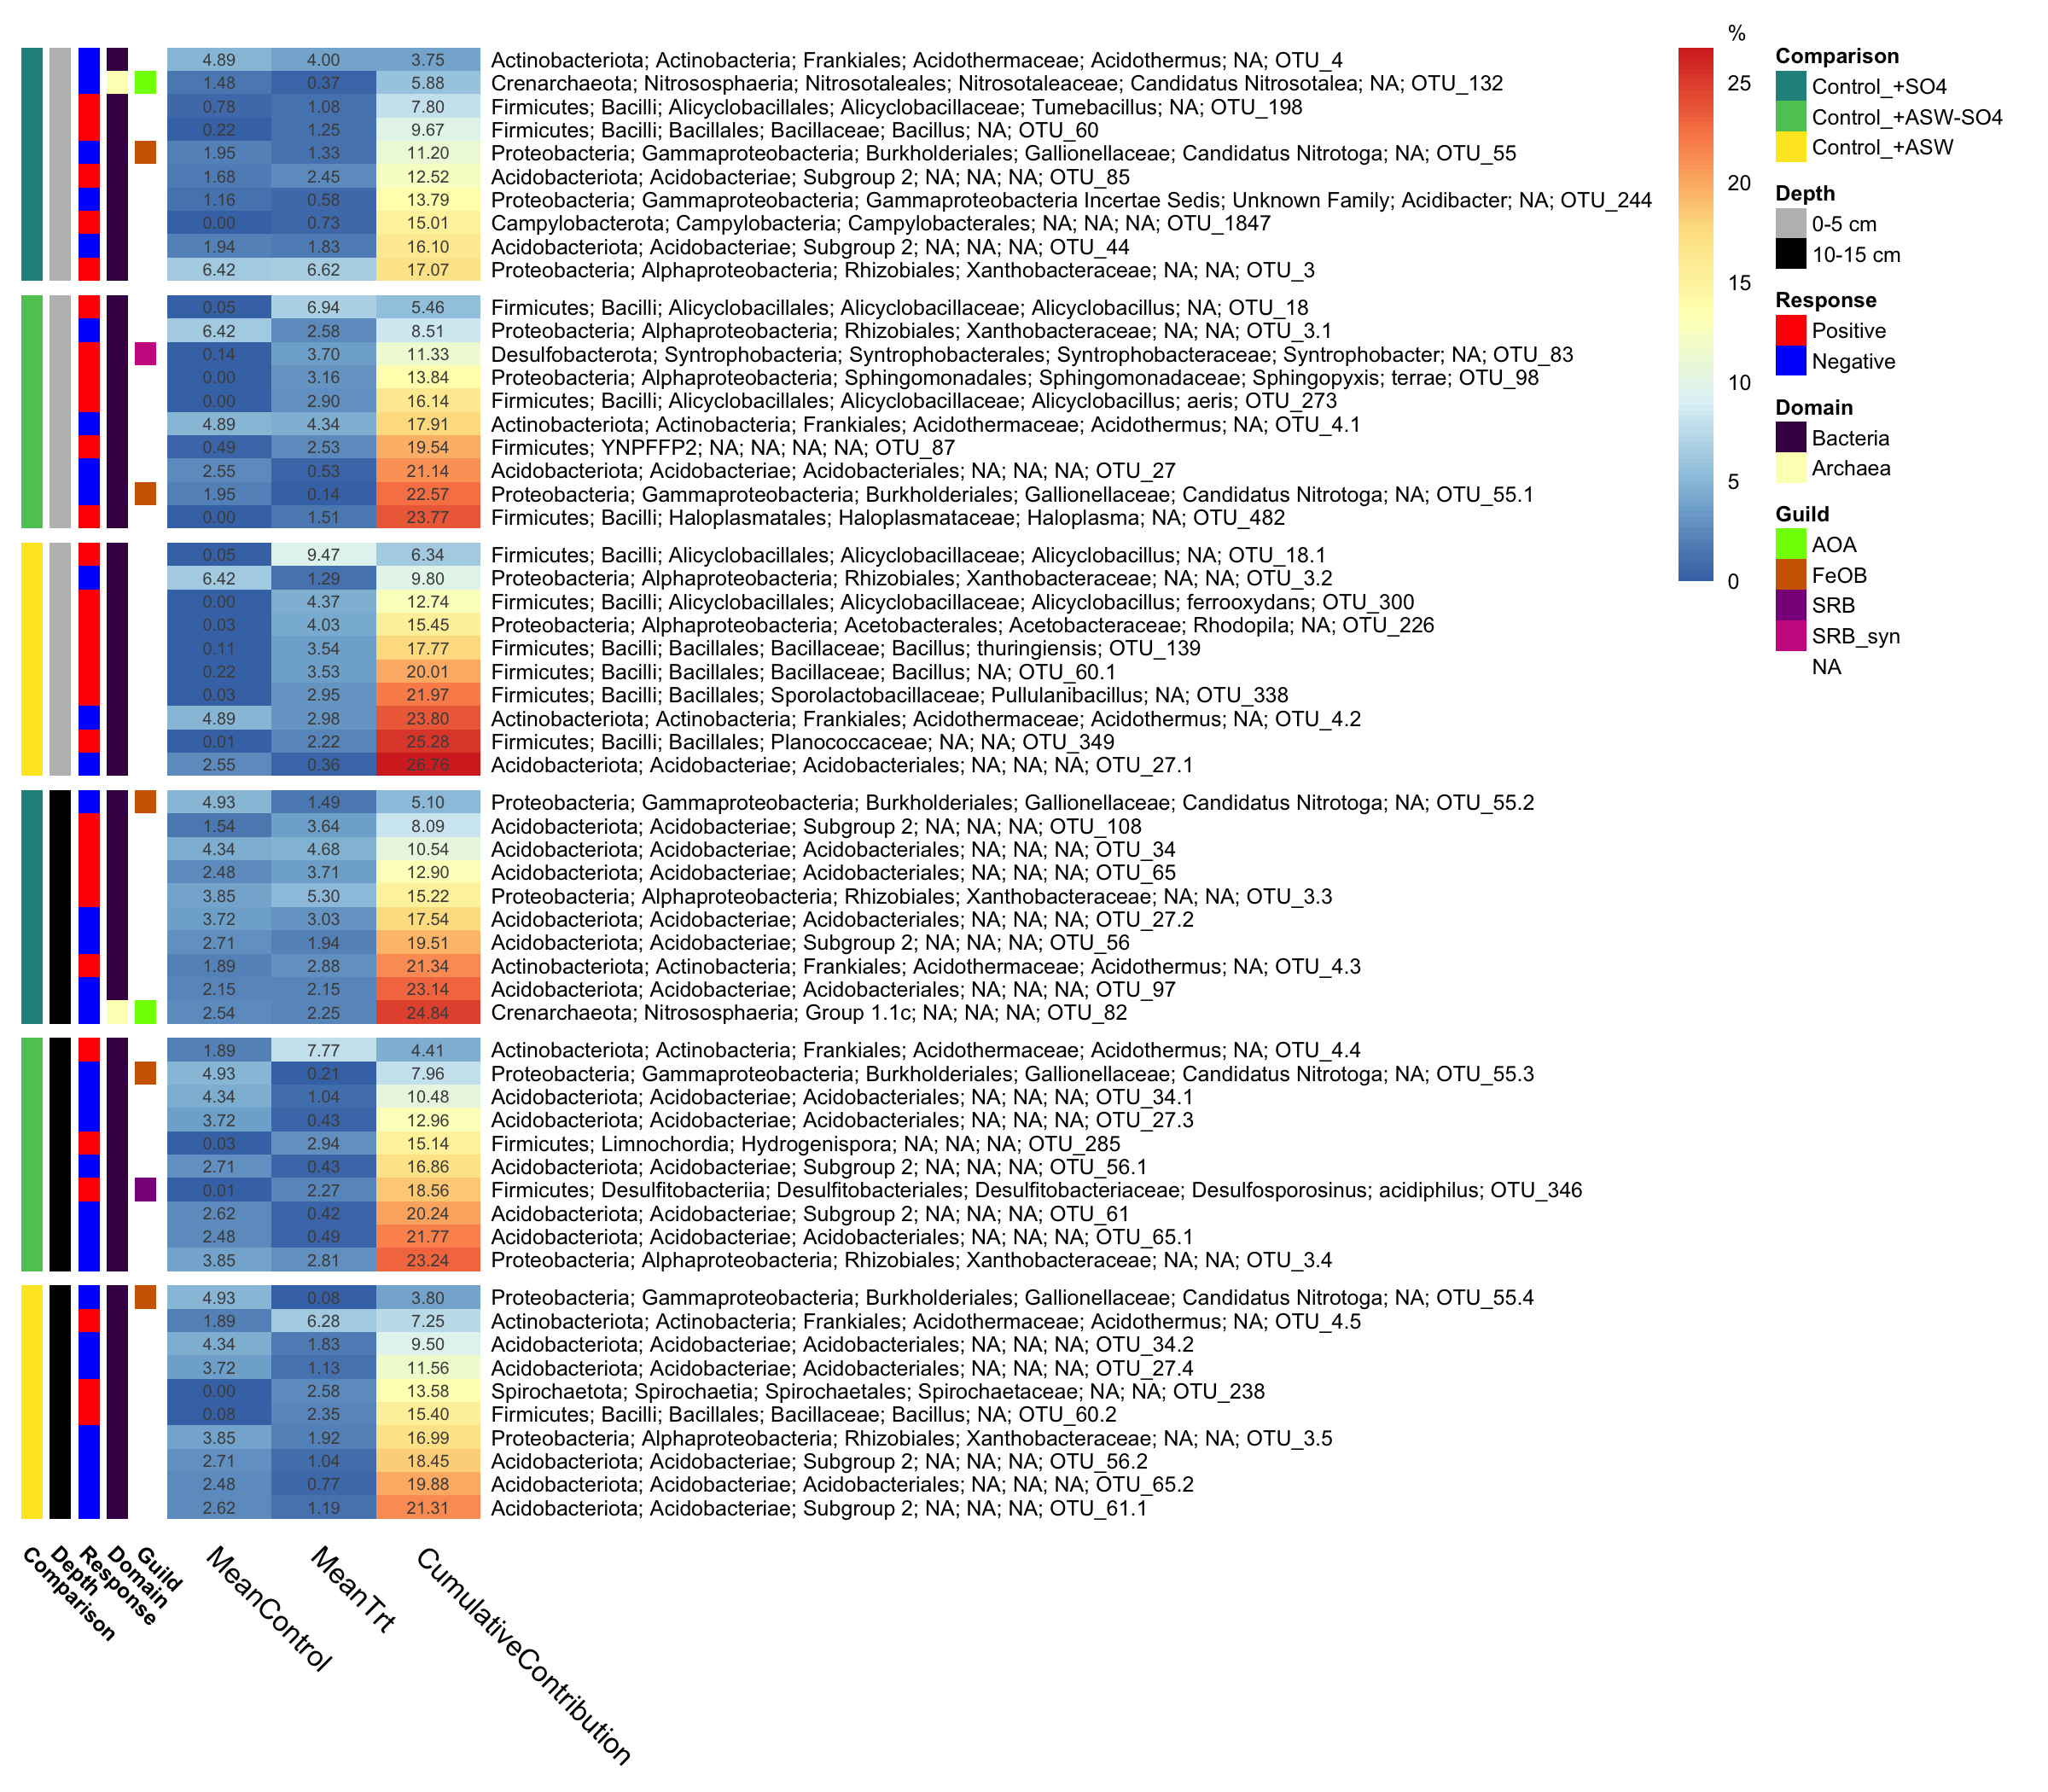 4.89 4.00 3.75 Actinobacteriota; Actinobacteria; Frankiales; Acidothermaceae; Acidothermus; NA; OTU_4
1.48 0.37 5.88 Crenarchaeota; Nitrososphaeria; Nitrosotaleales; Nitrosotaleaceae; Candidatus Nitrosotalea; NA; OTU_132
0.78 1.08 7.80 Firmicutes; Bacilli; Alicyclobacillales; Alicyclobacillaceae; Tumebacillus; NA; OTU_198
0.22 1.25 9.67 Firmicutes; Bacilli; Bacillales; Bacillaceae; Bacillus; NA; OTU_60
1.95 1.33 11.20 Proteobacteria; Gammaproteobacteria; Burkholderiales; Gallionellaceae; Candidatus Nitrotoga; NA; OTU_55
1.68 2.45 12.52 Acidobacteriota; Acidobacteriae; Subgroup 2; NA; NA; NA; OTU_85
1.16 0.58 13.79 Proteobacteria; Gammaproteobacteria; Gammaproteobacteria Incertae Sedis; Unknown Family; Acidibacter; NA; OTU_244
0.00 0.73 15.01 Campylobacterota; Campylobacteria; Campylobacterales; NA; NA; NA; OTU_1847
1.94 1.83 16.10 Acidobacteriota; Acidobacteriae; Subgroup 2; NA; NA; NA; OTU_44
6.42 6.62 17.07 Proteobacteria; Alphaproteobacteria; Rhizobiales; Xanthobacteraceae; NA; NA; OTU_3
0.05 6.94 5.46 Firmicutes; Bacilli; Alicyclobacillales; Alicyclobacillaceae; Alicyclobacillus; NA; OTU_18
6.42 2.58 8.51 Proteobacteria; Alphaproteobacteria; Rhizobiales; Xanthobacteraceae; NA; NA; OTU_3.1
0.14 3.70 11.33 Desulfobacterota; Syntrophobacteria; Syntrophobacterales; Syntrophobacteraceae; Syntrophobacter; NA; OTU_83
0.00 3.16 13.84 Proteobacteria; Alphaproteobacteria; Sphingomonadales; Sphingomonadaceae; Sphingopyxis; terrae; OTU_98
0.00 2.90 16.14 Firmicutes; Bacilli; Alicyclobacillales; Alicyclobacillaceae; Alicyclobacillus; aeris; OTU_273
4.89 4.34 17.91 Actinobacteriota; Actinobacteria; Frankiales; Acidothermaceae; Acidothermus; NA; OTU_4.1
0.49 2.53 19.54 Firmicutes; YNPFFP2; NA; NA; NA; NA; OTU_87
2.55 0.53 21.14 Acidobacteriota; Acidobacteriae; Acidobacteriales; NA; NA; NA; OTU_27
1.95 0.14 22.57 Proteobacteria; Gammaproteobacteria; Burkholderiales; Gallionellaceae; Candidatus Nitrotoga; NA; OTU_55.1
0.00 1.51 23.77 Firmicutes; Bacilli; Haloplasmatales; Haloplasmataceae; Haloplasma; NA; OTU_482
0.05 9.47 6.34 Firmicutes; Bacilli; Alicyclobacillales; Alicyclobacillaceae; Alicyclobacillus; NA; OTU_18.1
6.42 1.29 9.80 Proteobacteria; Alphaproteobacteria; Rhizobiales; Xanthobacteraceae; NA; NA; OTU_3.2
0.00 4.37 12.74 Firmicutes; Bacilli; Alicyclobacillales; Alicyclobacillaceae; Alicyclobacillus; ferrooxydans; OTU_300
0.03 4.03 15.45 Proteobacteria; Alphaproteobacteria; Acetobacterales; Acetobacteraceae; Rhodopila; NA; OTU_226
0.11 3.54 17.77 Firmicutes; Bacilli; Bacillales; Bacillaceae; Bacillus; thuringiensis; OTU_139
0.22 3.53 20.01 Firmicutes; Bacilli; Bacillales; Bacillaceae; Bacillus; NA; OTU_60.1
0.03 2.95 21.97 Firmicutes; Bacilli; Bacillales; Sporolactobacillaceae; Pullulanibacillus; NA; OTU_338
4.89 2.98 23.80 Actinobacteriota; Actinobacteria; Frankiales; Acidothermaceae; Acidothermus; NA; OTU_4.2
0.01 2.22 25.28 Firmicutes; Bacilli; Bacillales; Planococcaceae; NA; NA; OTU_349
2.55 0.36 26.76 Acidobacteriota; Acidobacteriae; Acidobacteriales; NA; NA; NA; OTU_27.1
4.93 1.49 5.10 Proteobacteria; Gammaproteobacteria; Burkholderiales; Gallionellaceae; Candidatus Nitrotoga; NA; OTU_55.2
1.54 3.64 8.09 Acidobacteriota; Acidobacteriae; Subgroup 2; NA; NA; NA; OTU_108
4.34 4.68 10.54 Acidobacteriota; Acidobacteriae; Acidobacteriales; NA; NA; NA; OTU_34
2.48 3.71 12.90 Acidobacteriota; Acidobacteriae; Acidobacteriales; NA; NA; NA; OTU_65
3.85 5.30 15.22 Proteobacteria; Alphaproteobacteria; Rhizobiales; Xanthobacteraceae; NA; NA; OTU_3.3
3.72 3.03 17.54 Acidobacteriota; Acidobacteriae; Acidobacteriales; NA; NA; NA; OTU_27.2
2.71 1.94 19.51 Acidobacteriota; Acidobacteriae; Subgroup 2; NA; NA; NA; OTU_56
1.89 2.88 21.34 Actinobacteriota; Actinobacteria; Frankiales; Acidothermaceae; Acidothermus; NA; OTU_4.3
2.15 2.15 23.14 Acidobacteriota; Acidobacteriae; Acidobacteriales; NA; NA; NA; OTU_97
2.54 2.25 24.84 Crenarchaeota; Nitrososphaeria; Group 1.1c; NA; NA; NA; OTU_82
1.89 7.77 4.41 Actinobacteriota; Actinobacteria; Frankiales; Acidothermaceae; Acidothermus; NA; OTU_4.4
4.93 0.21 7.96 Proteobacteria; Gammaproteobacteria; Burkholderiales; Gallionellaceae; Candidatus Nitrotoga; NA; OTU_55.3
4.34 1.04 10.48 Acidobacteriota; Acidobacteriae; Acidobacteriales; NA; NA; NA; OTU_34.1
3.72 0.43 12.96 Acidobacteriota; Acidobacteriae; Acidobacteriales; NA; NA; NA; OTU_27.3
0.03 2.94 15.14 Firmicutes; Limnochordia; Hydrogenispora; NA; NA; NA; OTU_285
2.71 0.43 16.86 Acidobacteriota; Acidobacteriae; Subgroup 2; NA; NA; NA; OTU_56.1
0.01 2.27 18.56 Firmicutes; Desulfitobacteriia; Desulfitobacteriales; Desulfitobacteriaceae; Desulfosporosinus; acidiphilus; OTU_346
2.62 0.42 20.24 Acidobacteriota; Acidobacteriae; Subgroup 2; NA; NA; NA; OTU_61
2.48 0.49 21.77 Acidobacteriota; Acidobacteriae; Acidobacteriales; NA; NA; NA; OTU_65.1
3.85 2.81 23.24 Proteobacteria; Alphaproteobacteria; Rhizobiales; Xanthobacteraceae; NA; NA; OTU_3.4
4.93 0.08 3.80 Proteobacteria; Gammaproteobacteria; Burkholderiales; Gallionellaceae; Candidatus Nitrotoga; NA; OTU_55.4
1.89 6.28 7.25 Actinobacteriota; Actinobacteria; Frankiales; Acidothermaceae; Acidothermus; NA; OTU_4.5
4.34 1.83 9.50 Acidobacteriota; Acidobacteriae; Acidobacteriales; NA; NA; NA; OTU_34.2
3.72 1.13 11.56 Acidobacteriota; Acidobacteriae; Acidobacteriales; NA; NA; NA; OTU_27.4
0.00 2.58 13.58 Spirochaetota; Spirochaetia; Spirochaetales; Spirochaetaceae; NA; NA; OTU_238
0.08 2.35 15.40 Firmicutes; Bacilli; Bacillales; Bacillaceae; Bacillus; NA; OTU_60.2
3.85 1.92 16.99 Proteobacteria; Alphaproteobacteria; Rhizobiales; Xanthobacteraceae; NA; NA; OTU_3.5
2.71 1.04 18.45 Acidobacteriota; Acidobacteriae; Subgroup 2; NA; NA; NA; OTU_56.2
2.48 0.77 19.88 Acidobacteriota; Acidobacteriae; Acidobacteriales; NA; NA; NA; OTU_65.2
2.62 1.19 21.31 Acidobacteriota; Acidobacteriae; Subgroup 2; NA; NA; NA; OTU_61.1
Comparison
Depth
Response
Domain
Guild
MeanControl
MeanTrt
CumulativeContribution
%
25
20
15
10
5
0
Comparison
Control_+SO4
Control_+ASW-SO4
Control_+ASW
Depth
0-5 cm
10-15 cm
Response
Positive
Negative
Domain
Bacteria
Archaea
Guild
AOA
FeOB
SRB
SRB_syn
NA